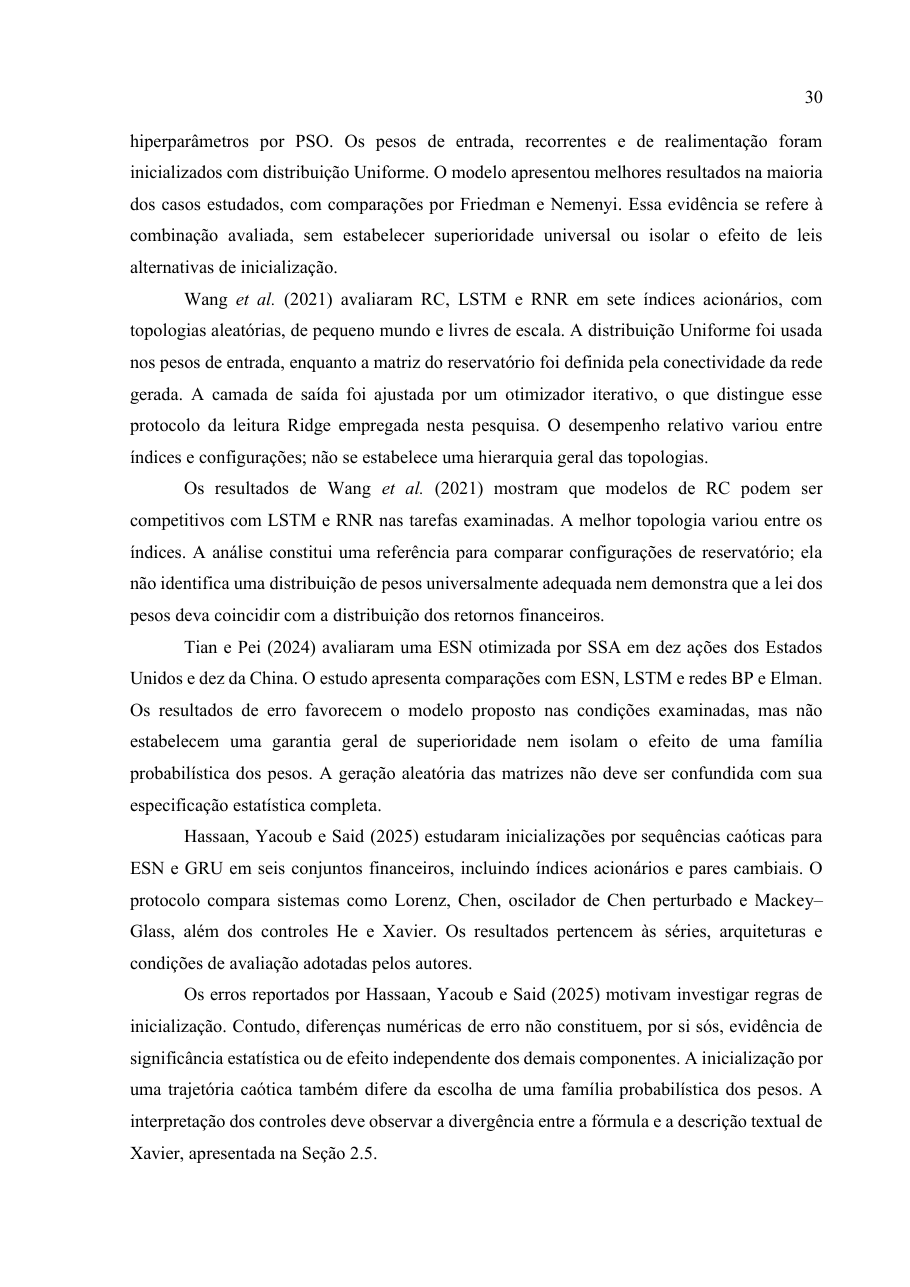 30
hiperparâmetros por PSO. Os pesos de entrada, recorrentes e de realimentação foram
inicializados com distribuição Uniforme. O modelo apresentou melhores resultados na maioria
dos casos estudados, com comparações por Friedman e Nemenyi. Essa evidência se refere à
combinação avaliada, sem estabelecer superioridade universal ou isolar o efeito de leis
alternativas de inicialização.
Wang et al. (2021) avaliaram RC, LSTM e RNR em sete índices acionários, com
topologias aleatórias, de pequeno mundo e livres de escala. A distribuição Uniforme foi usada
nos pesos de entrada, enquanto a matriz do reservatório foi definida pela conectividade da rede
gerada. A camada de saída foi ajustada por um otimizador iterativo, o que distingue esse
protocolo da leitura Ridge empregada nesta pesquisa. O desempenho relativo variou entre
índices e configurações; não se estabelece uma hierarquia geral das topologias.
Os resultados de Wang et al. (2021) mostram que modelos de RC podem ser
competitivos com LSTM e RNR nas tarefas examinadas. A melhor topologia variou entre os
índices. A análise constitui uma referência para comparar configurações de reservatório; ela
não identifica uma distribuição de pesos universalmente adequada nem demonstra que a lei dos
pesos deva coincidir com a distribuição dos retornos financeiros.
Tian e Pei (2024) avaliaram uma ESN otimizada por SSA em dez ações dos Estados
Unidos e dez da China. O estudo apresenta comparações com ESN, LSTM e redes BP e Elman.
Os resultados de erro favorecem o modelo proposto nas condições examinadas, mas não
estabelecem uma garantia geral de superioridade nem isolam o efeito de uma família
probabilística dos pesos. A geração aleatória das matrizes não deve ser confundida com sua
especificação estatística completa.
Hassaan, Yacoub e Said (2025) estudaram inicializações por sequências caóticas para
ESN e GRU em seis conjuntos financeiros, incluindo índices acionários e pares cambiais. O
protocolo compara sistemas como Lorenz, Chen, oscilador de Chen perturbado e Mackey–
Glass, além dos controles He e Xavier. Os resultados pertencem às séries, arquiteturas e
condições de avaliação adotadas pelos autores.
Os erros reportados por Hassaan, Yacoub e Said (2025) motivam investigar regras de
inicialização. Contudo, diferenças numéricas de erro não constituem, por si sós, evidência de
significância estatística ou de efeito independente dos demais componentes. A inicialização por
uma trajetória caótica também difere da escolha de uma família probabilística dos pesos. A
interpretação dos controles deve observar a divergência entre a fórmula e a descrição textual de
Xavier, apresentada na Seção 2.5.